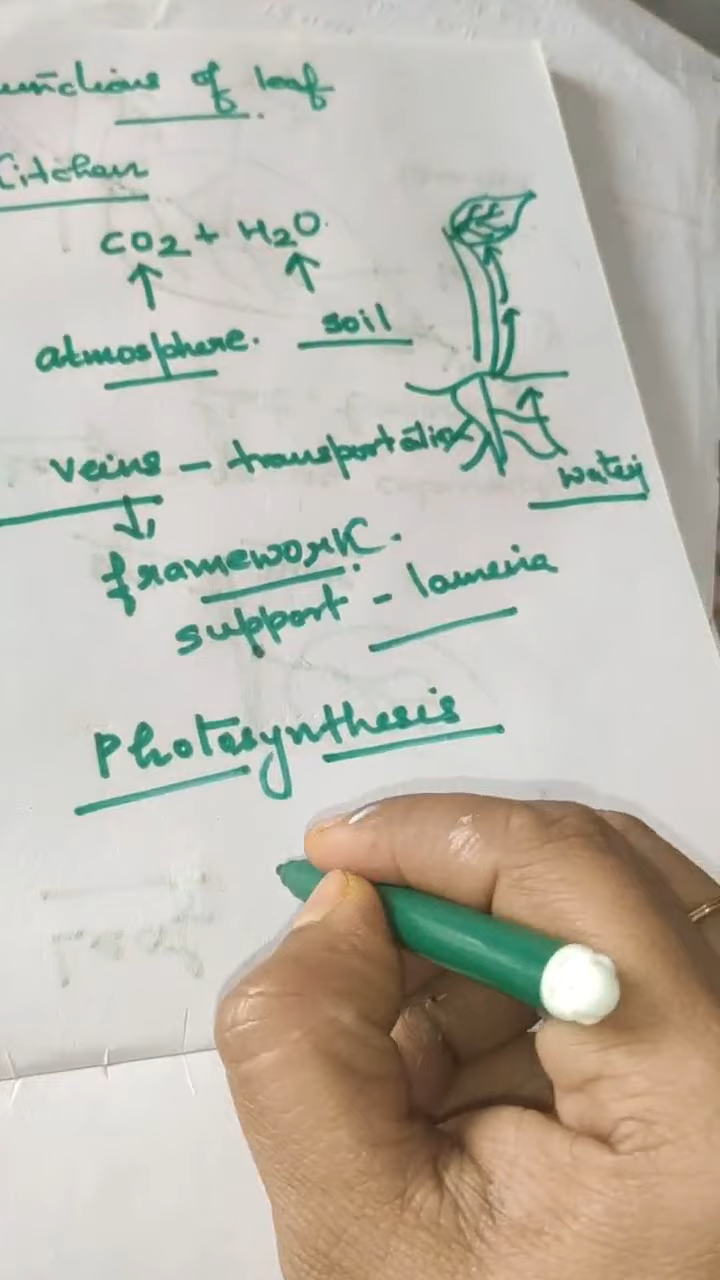 unctions of leaf
Kitchen
CO2 + H2O
↑ ↑
atmosphere. soil
veins - transportation
water
↓
framework.
support - lamina
Photosynthesis